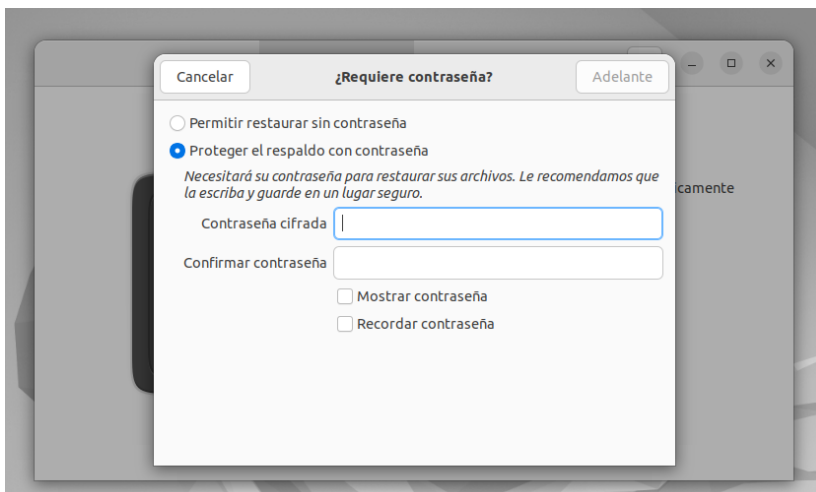 Cancelar ¿Requiere contraseña? Adelante
Permitir restaurar sin contraseña
Proteger el respaldo con contraseña
Necesitará su contraseña para restaurar sus archivos. Le recomendamos que
la escriba y guarde en un lugar seguro.
Contraseña cifrada
Confirmar contraseña
Mostrar contraseña
Recordar contraseña